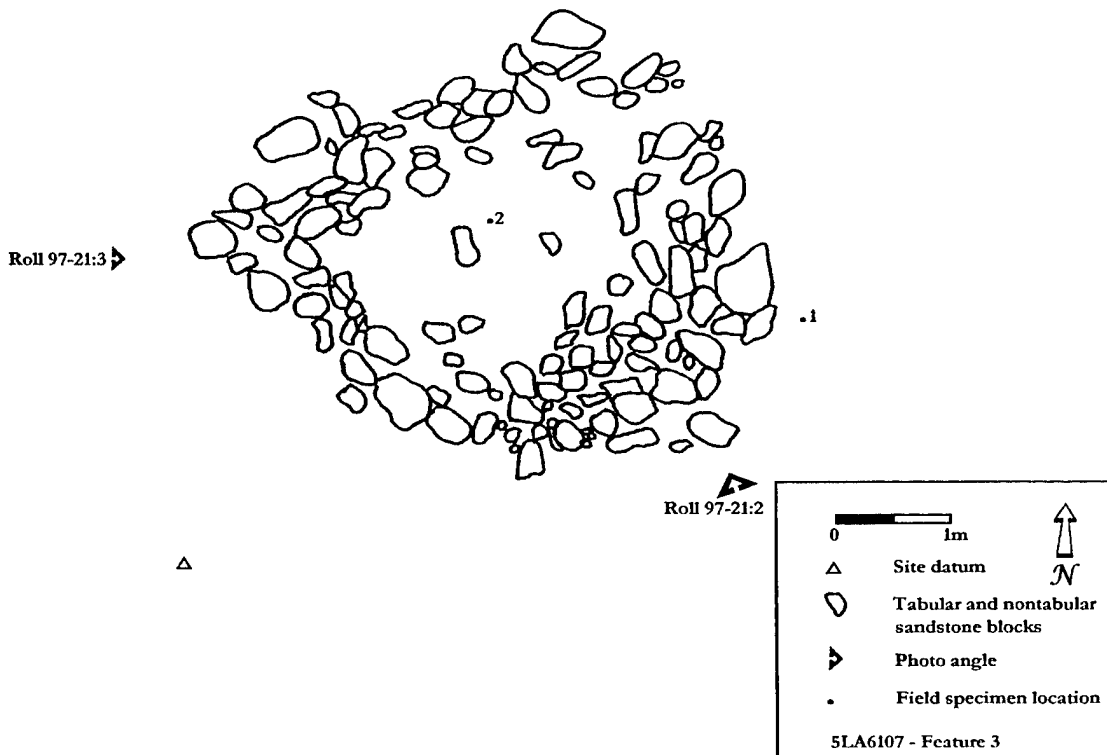 2
Roll 97-21:3
1
Roll 97-21:2
0 1m
N
Site datum
Tabular and nontabular
sandstone blocks
Photo angle
Field specimen location
5LA6107 - Feature 3